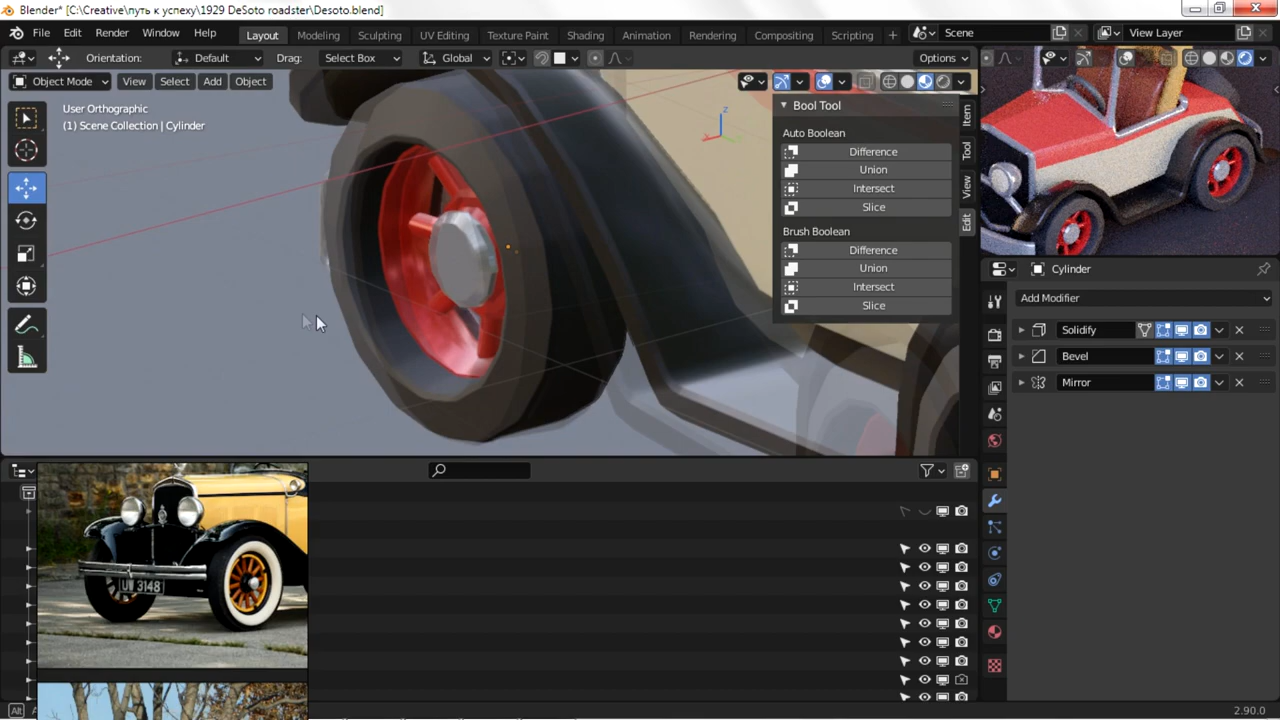 Blender* [C:\Creative\путь к успеху\1929 DeSoto roadster\Desoto.blend]
File Edit Render Window Help Layout Modeling Sculpting UV Editing Texture Paint Shading Animation Rendering Compositing Scripting + Scene View Layer
Orientation: Default Drag: Select Box Global Options
Object Mode View Select Add Object
User Orthographic
(1) Scene Collection | Cylinder
z
Bool Tool
Auto Boolean
Difference
Union
Intersect
Slice
Brush Boolean
Difference
Union
Intersect
Slice
Item
Tool
View
Edit
Cylinder
Add Modifier
Solidify
Bevel
Mirror
UW 3148
Alt
2.90.0